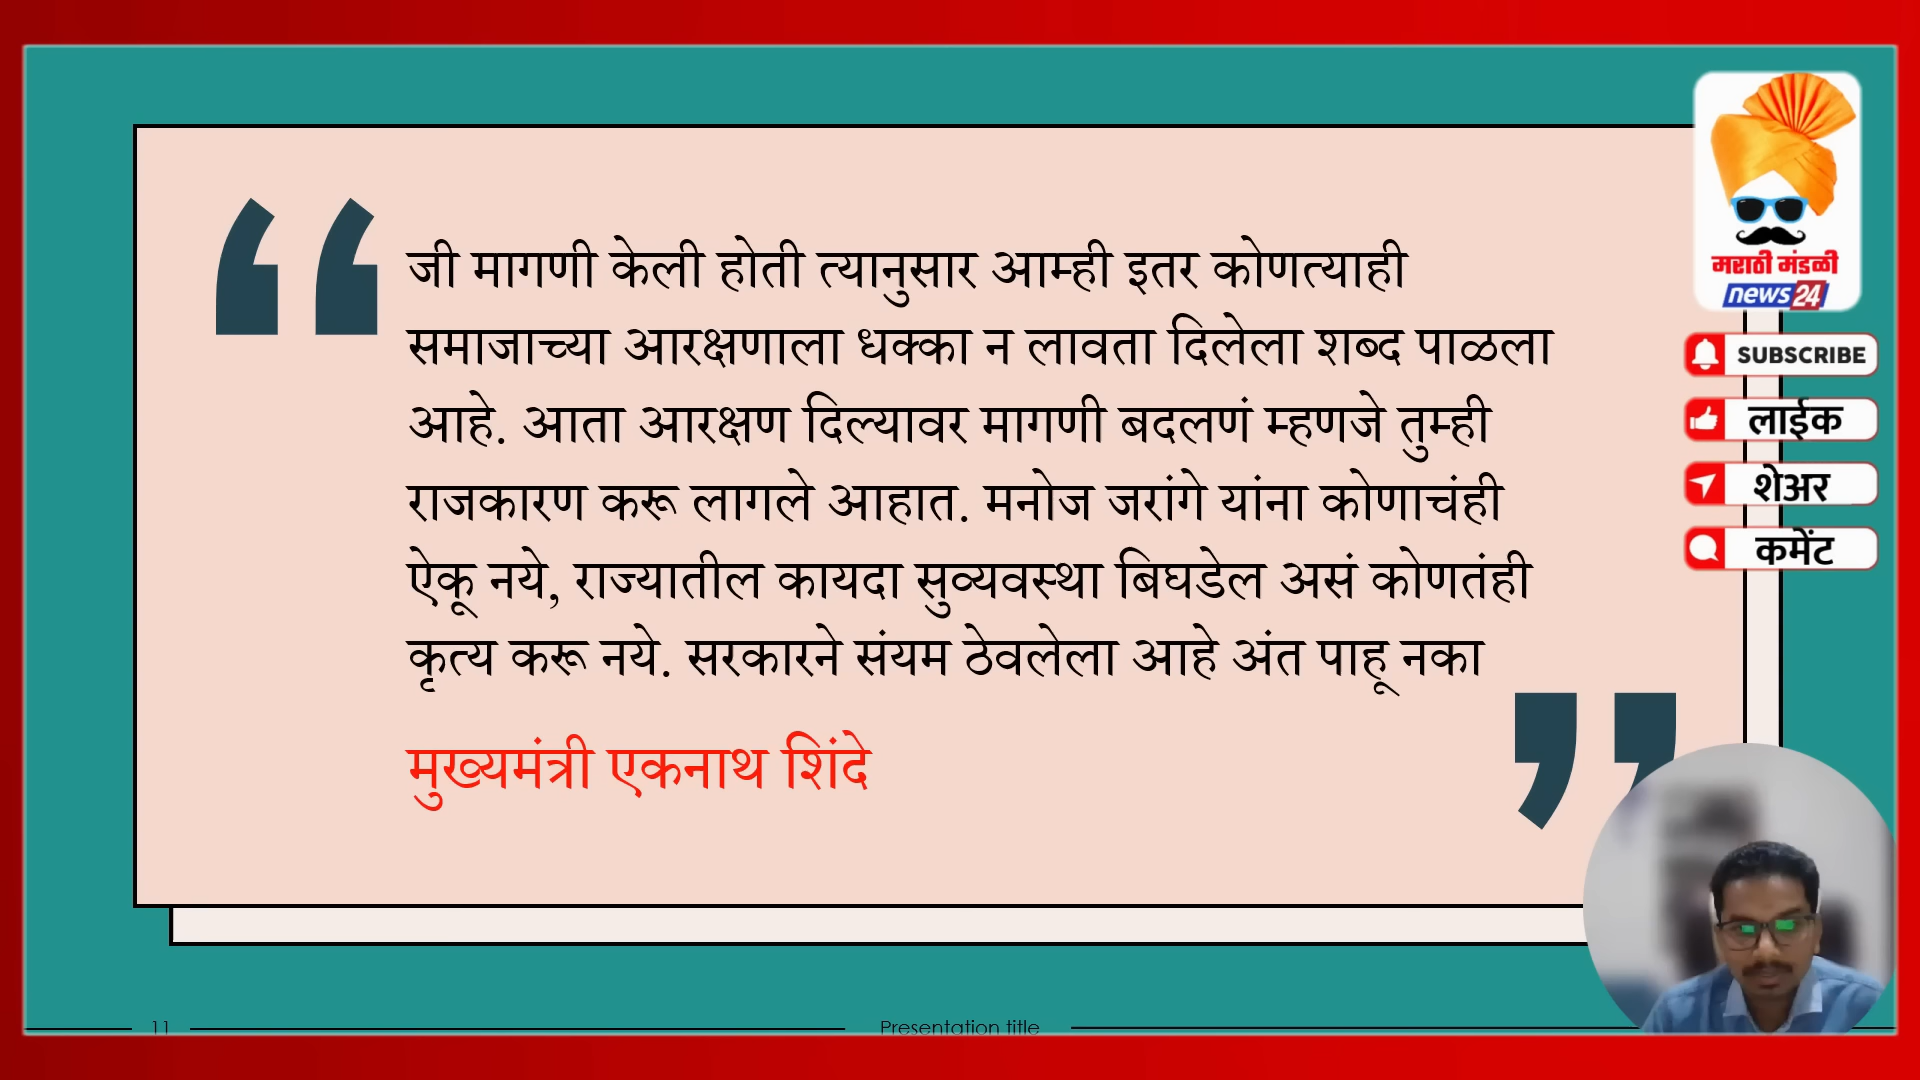 जी मागणी केली होती त्यानुसार आम्ही इतर कोणत्याही
समाजाच्या आरक्षणाला धक्का न लावता दिलेला शब्द पाळला
आहे. आता आरक्षण दिल्यावर मागणी बदलणं म्हणजे तुम्ही
राजकारण करू लागले आहात. मनोज जरांगे यांना कोणाचंही
ऐकू नये, राज्यातील कायदा सुव्यवस्था बिघडेल असं कोणतंही
कृत्य करू नये. सरकारने संयम ठेवलेला आहे अंत पाहू नका
मुख्यमंत्री एकनाथ शिंदे
मराठी मंडळी
news 24
SUBSCRIBE
लाईक
शेअर
कमेंट
11
Presentation title